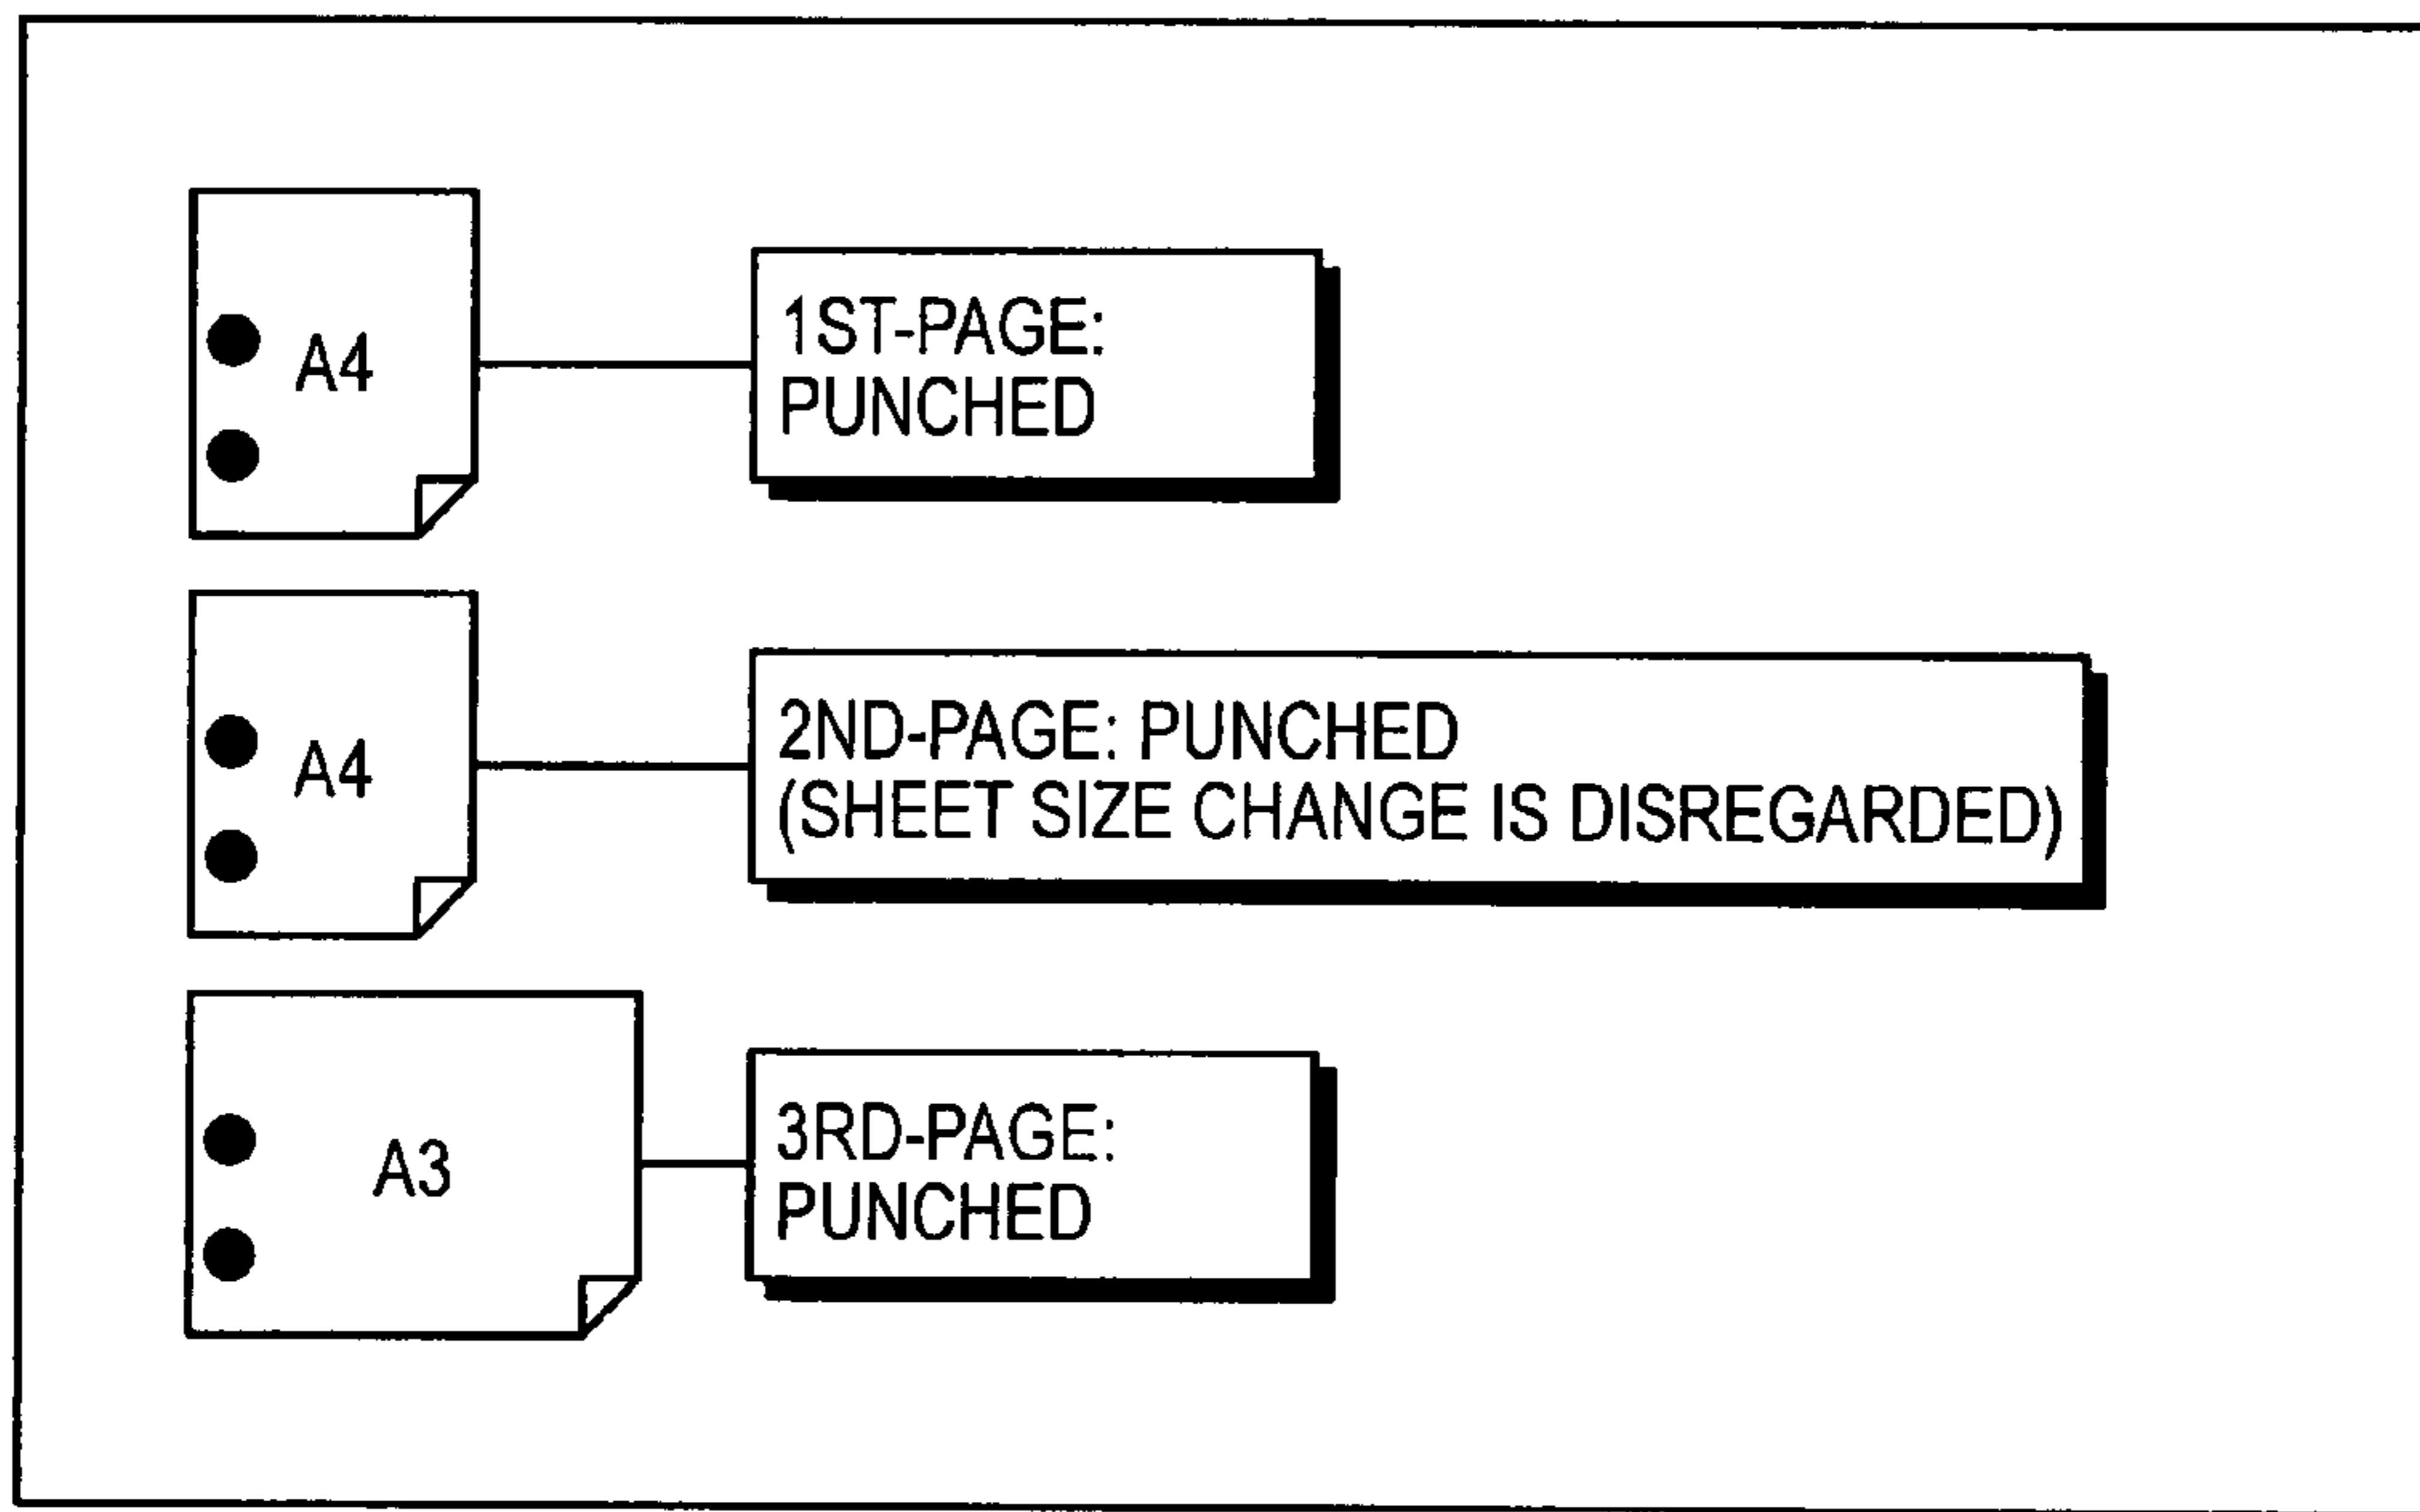 A4
1ST-PAGE:
PUNCHED
A4
2ND-PAGE: PUNCHED
(SHEET SIZE CHANGE IS DISREGARDED)
A3
3RD-PAGE:
PUNCHED